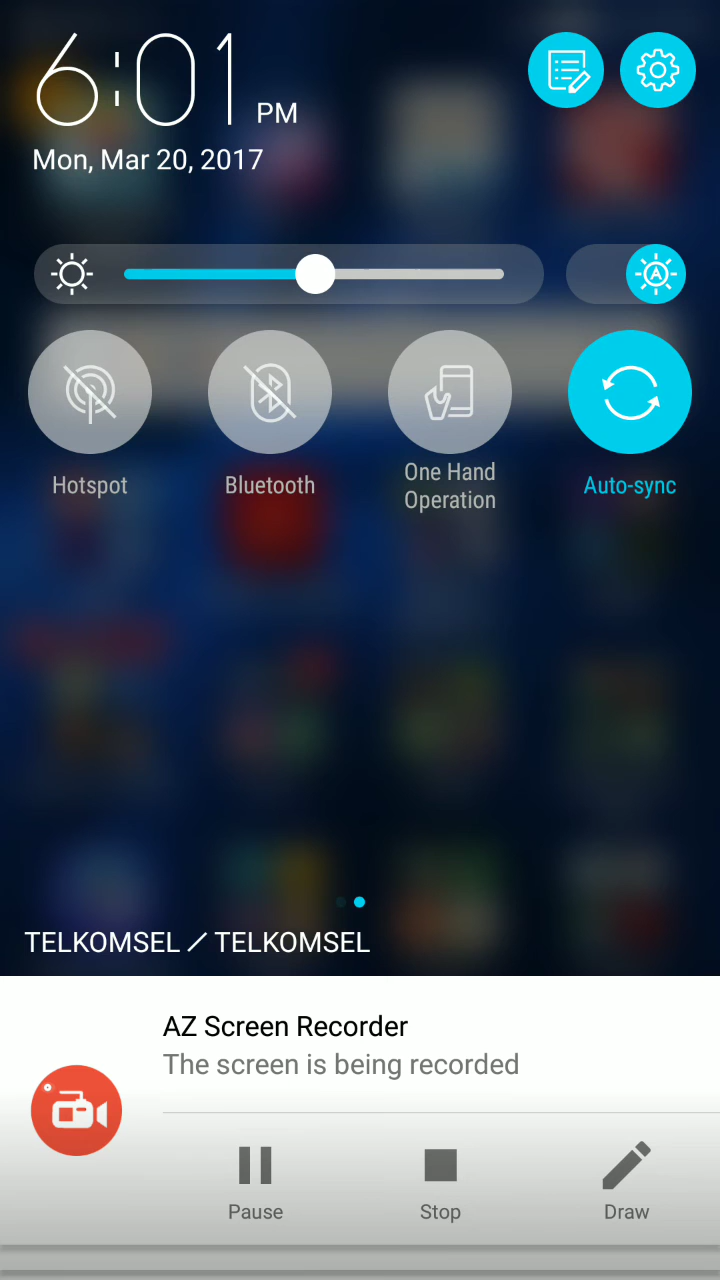 6:01 PM
Mon, Mar 20, 2017
A
Hotspot
Bluetooth
One Hand
Operation
Auto-sync
TELKOMSEL / TELKOMSEL
AZ Screen Recorder
The screen is being recorded
Pause
Stop
Draw